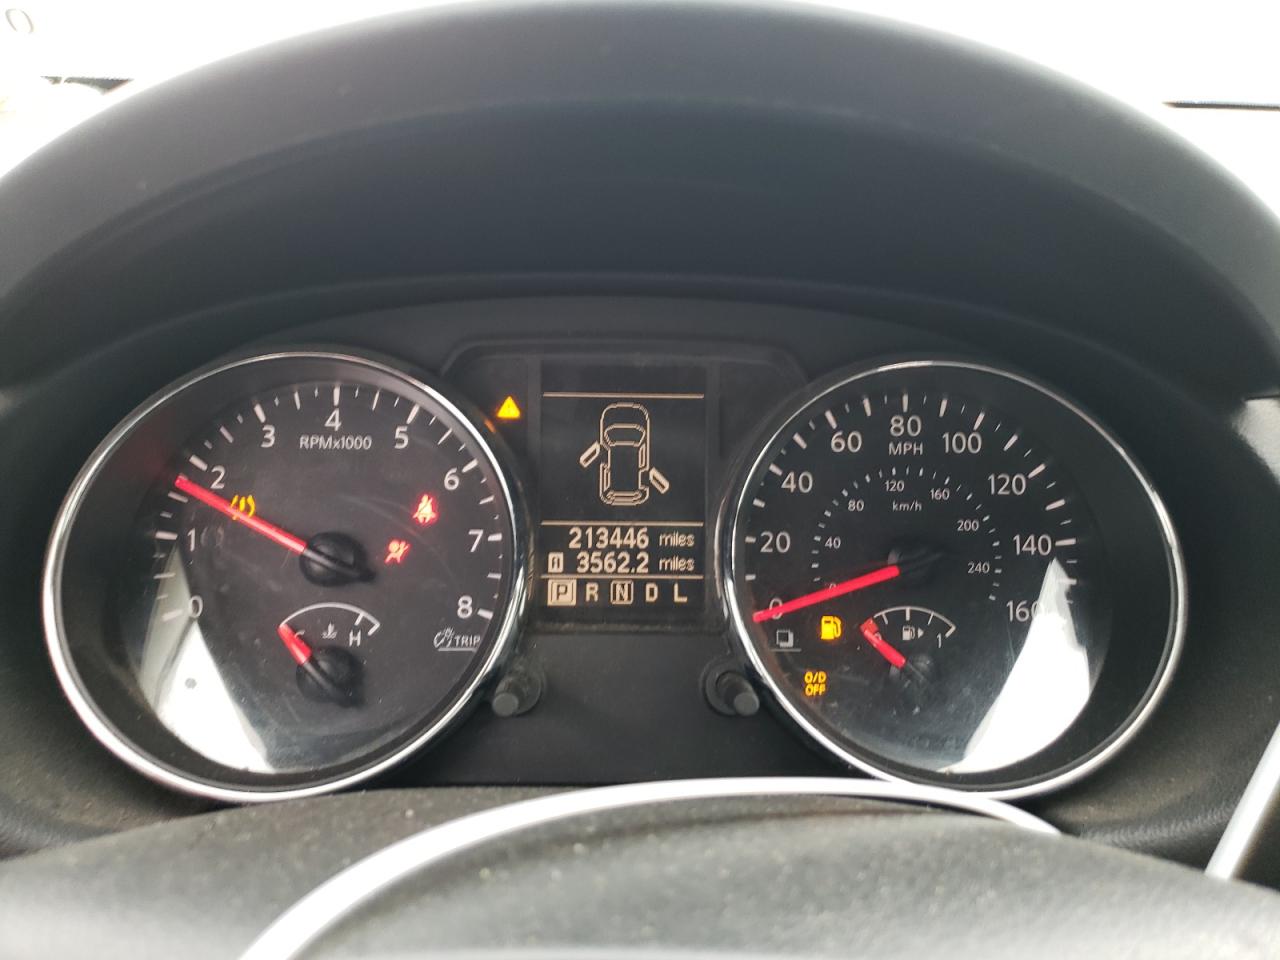 0 1 2 3 4 5 6 7 8
RPMx1000
H
TRIP
213446 miles
A 3562.2 miles
P R N D L
0 20 40 60 80 100 120 140 160
MPH
40 80 120 160 200 240
km/h
0 1
O/D
OFF